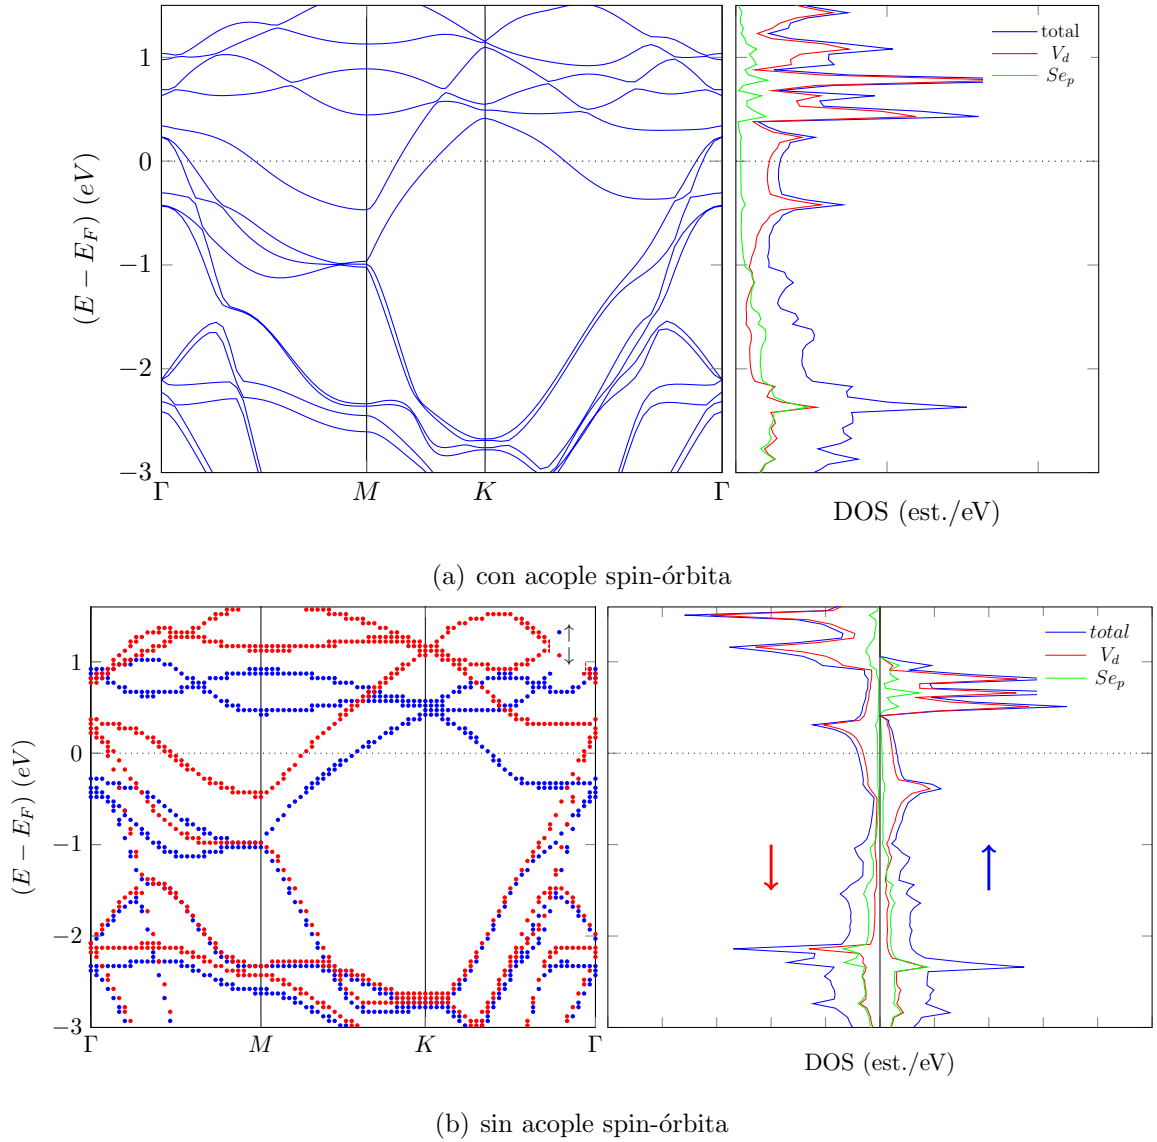 1
0
−1
−2
−3
(E − E_F) (eV)
Γ
M
K
Γ
total
V_d
Se_p
DOS (est./eV)
(a) con acople spin-órbita
1
0
−1
−2
−3
(E − E_F) (eV)
Γ
M
K
Γ
↑
↓
total
V_d
Se_p
↓
↑
DOS (est./eV)
(b) sin acople spin-órbita